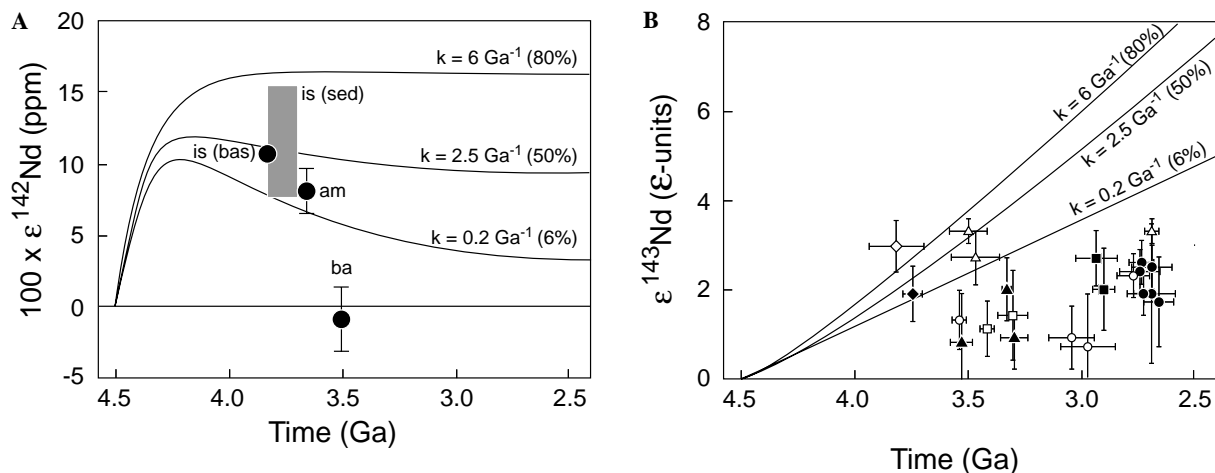 A
100 x ε 142Nd (ppm)
20
15
10
5
0
-5
k = 6 Ga-1 (80%)
is (sed)
is (bas)
k = 2.5 Ga-1 (50%)
am
k = 0.2 Ga-1 (6%)
ba
4.5 4.0 3.5 3.0 2.5
Time (Ga)
B
ε 143Nd (ε-units)
8
6
4
2
0
k = 6 Ga-1 (80%)
k = 2.5 Ga-1 (50%)
k = 0.2 Ga-1 (6%)
4.5 4.0 3.5 3.0 2.5
Time (Ga)